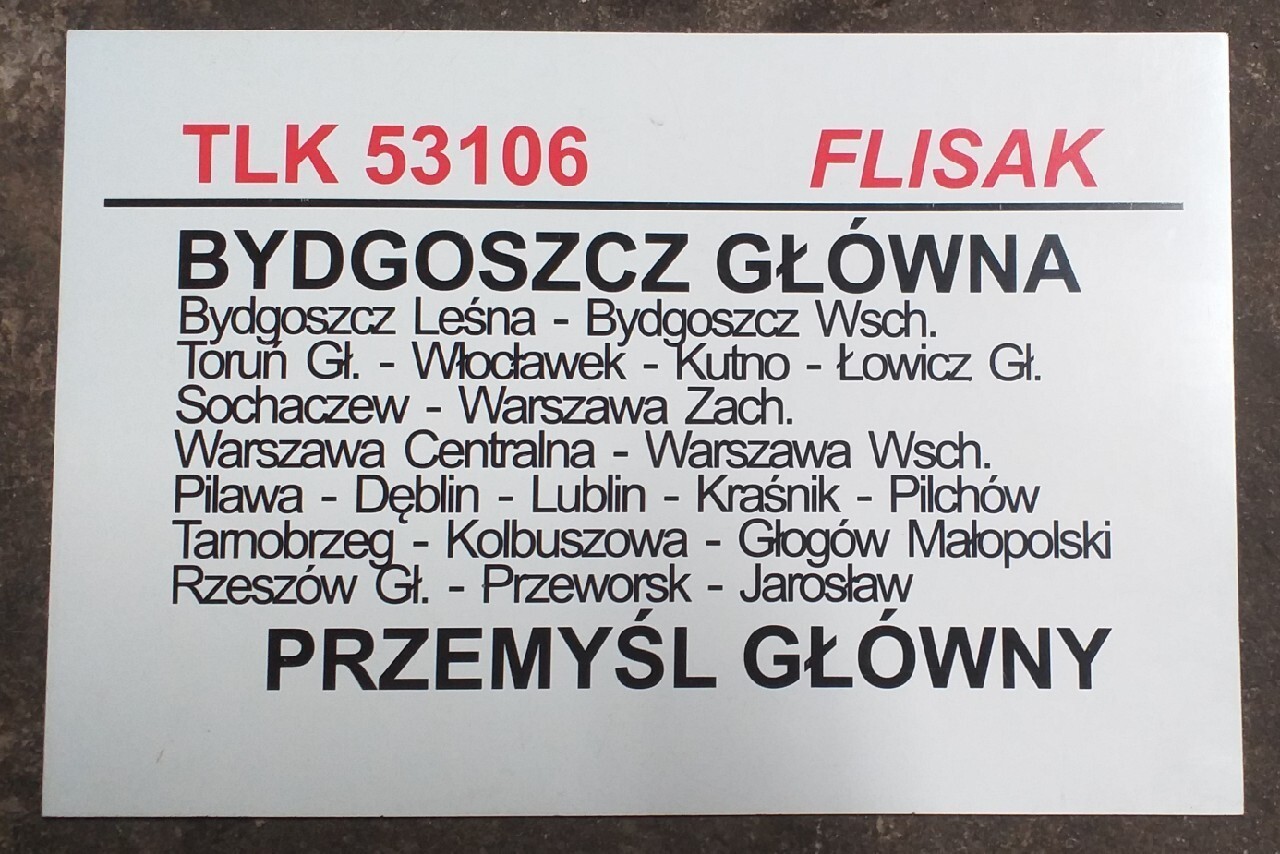 TLK 53106 FLISAK
BYDGOSZCZ GŁÓWNA
Bydgoszcz Leśna - Bydgoszcz Wsch.
Toruń Gł. - Włocławek - Kutno - Łowicz Gł.
Sochaczew - Warszawa Zach.
Warszawa Centralna - Warszawa Wsch.
Pilawa - Dęblin - Lublin - Kraśnik - Pilchów
Tarnobrzeg - Kolbuszowa - Głogów Małopolski
Rzeszów Gł. - Przeworsk - Jarosław
PRZEMYŚL GŁÓWNY